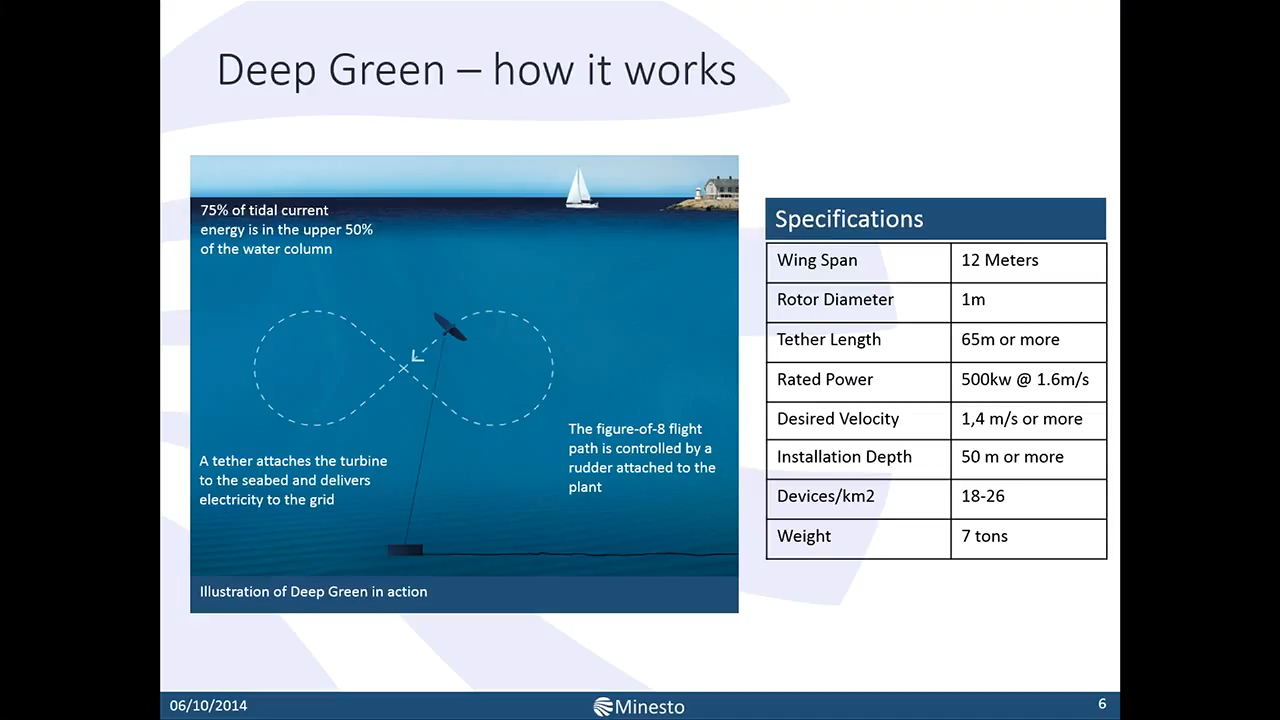 Deep Green – how it works
75% of tidal current
energy is in the upper 50%
of the water column
The figure-of-8 flight
path is controlled by a
rudder attached to the
plant
A tether attaches the turbine
to the seabed and delivers
electricity to the grid
Illustration of Deep Green in action
Specifications
Wing Span 12 Meters
Rotor Diameter 1m
Tether Length 65m or more
Rated Power 500kw @ 1.6m/s
Desired Velocity 1,4 m/s or more
Installation Depth 50 m or more
Devices/km2 18-26
Weight 7 tons
06/10/2014 Minesto 6